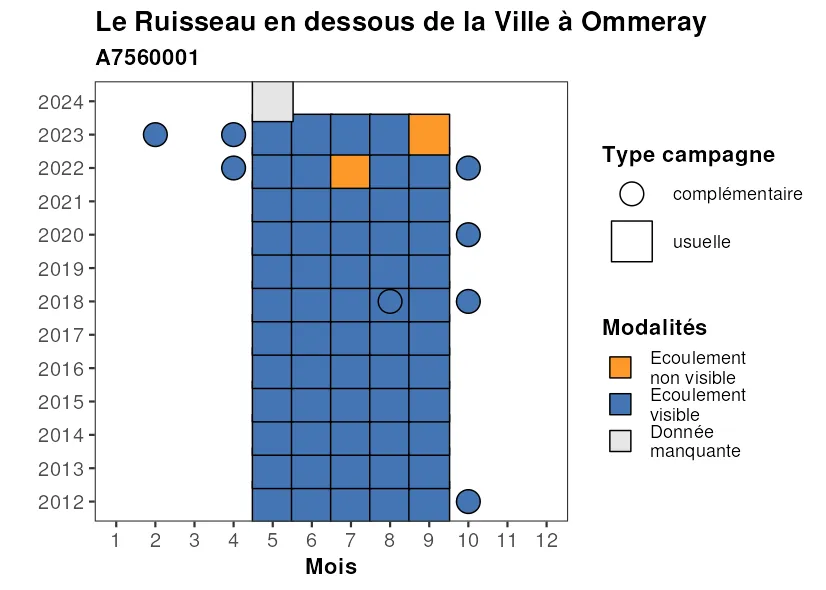 Le Ruisseau en dessous de la Ville à Ommeray
A7560001
2024
2023
2022
2021
2020
2019
2018
2017
2016
2015
2014
2013
2012
1 2 3 4 5 6 7 8 9 10 11 12
Mois
Type campagne
complémentaire
usuelle
Modalités
Ecoulement
non visible
Ecoulement
visible
Donnée
manquante